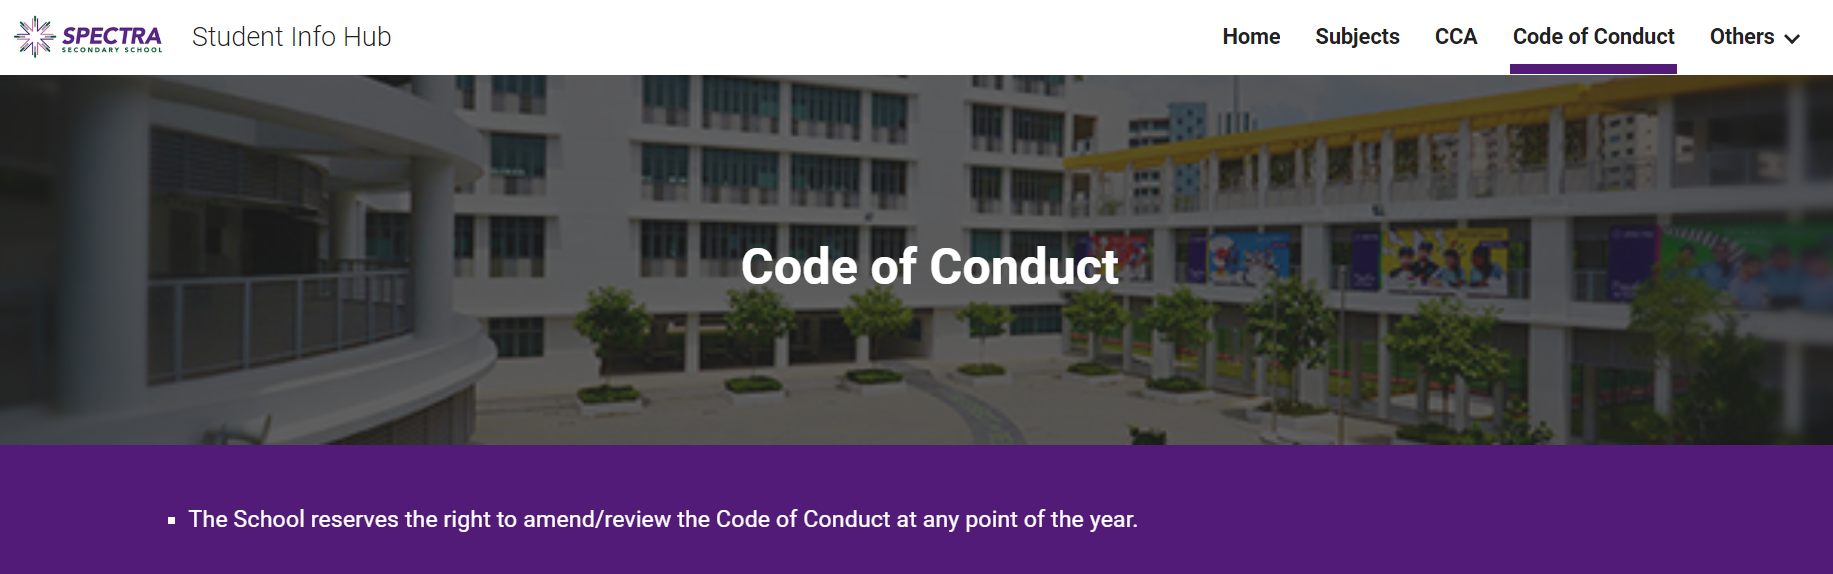 SPECTRA
SECONDARY SCHOOL
Student Info Hub
Home
Subjects
CCA
Code of Conduct
Others
Code of Conduct
The School reserves the right to amend/review the Code of Conduct at any point of the year.